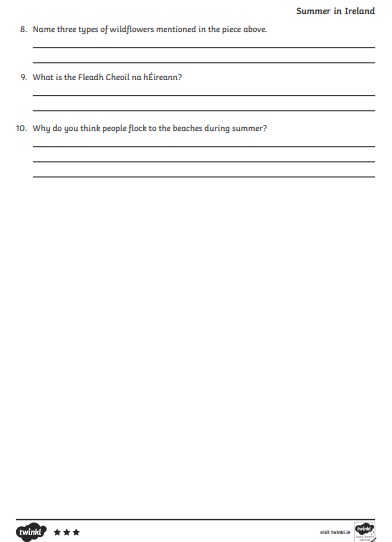 Summer in Ireland
8. Name three types of wildflowers mentioned in the piece above.
9. What is the Fleadh Cheoil na hÉireann?
10. Why do you think people flock to the beaches during summer?
twinkl
visit twinkl.ie
twinkl